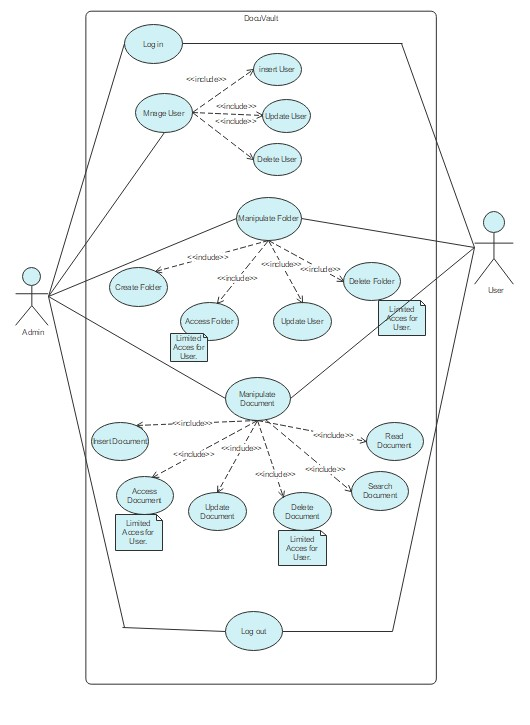 DocuVault
Log in
<<include>>
insert User
Mnage User
<<include>>
Update User
<<include>>
Delete User
Manipulate Folder
<<include>>
<<include>>
<<include>>
<<include>>
Create Folder
Delete Folder
Access Folder
Update User
Limited
Acces for
User.
Limited
Acces for
User.
Admin
User
Manipulate
Document
<<include>>
<<include>>
Insert Document
Read
Document
<<include>>
<<include>>
<<include>>
<<include>>
Access
Document
Update
Document
Delete
Document
Search
Document
Limited
Acces for
User.
Limited
Acces for
User.
Log out